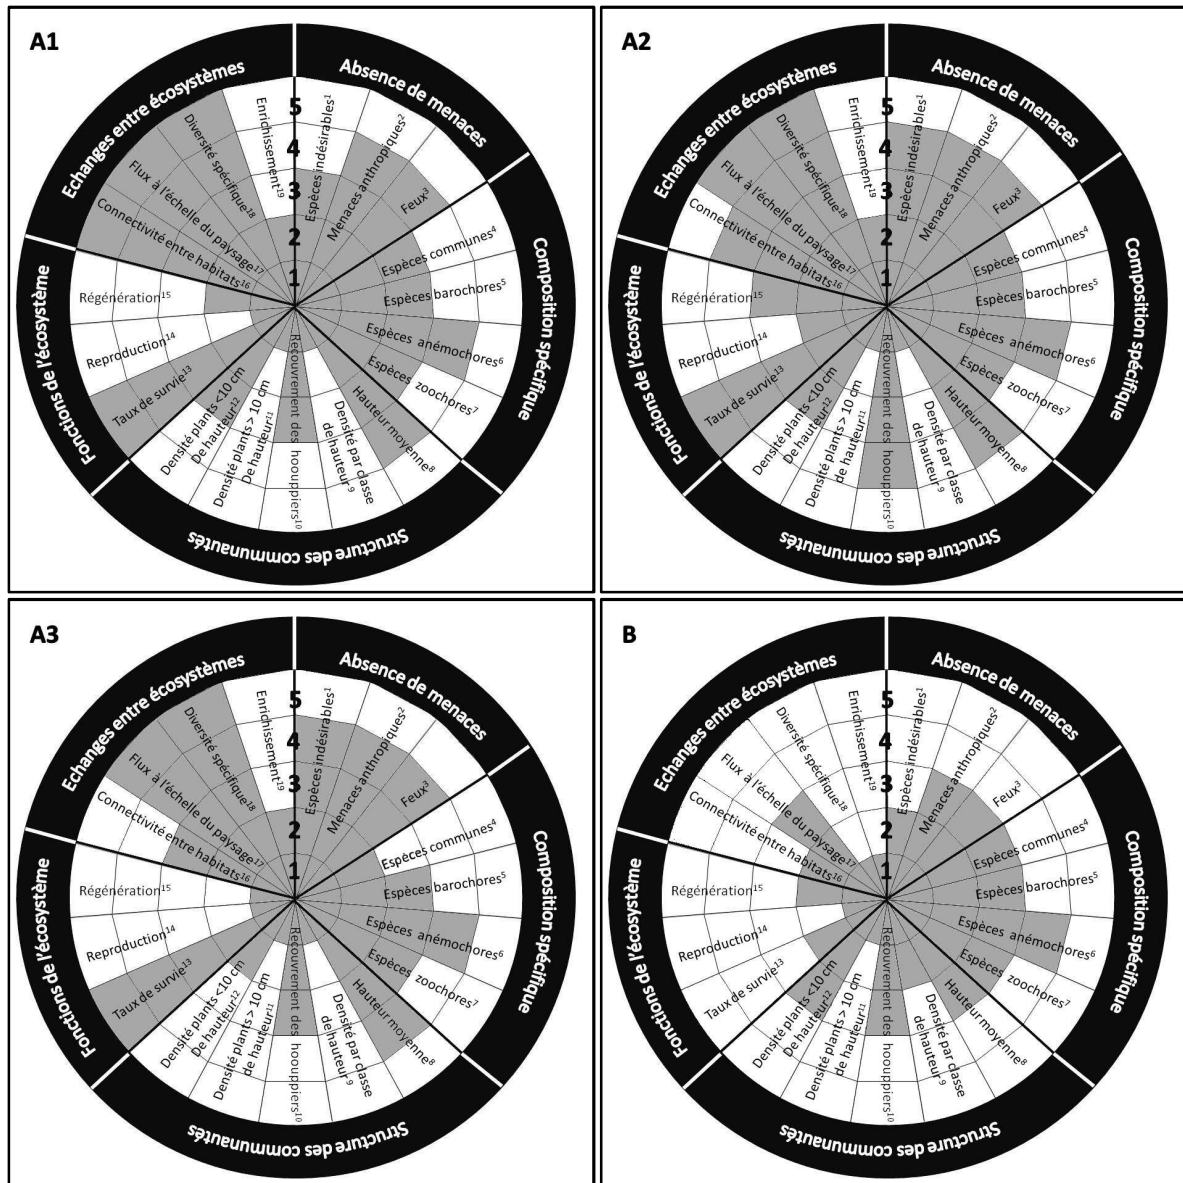 A1
Echanges entre écosystèmes
Absence de menaces
Composition spécifique
Structure des communautés
Fonctions de l'écosystème
5
4
3
2
1
Espèces indésirables1
Menaces anthropiques2
Feux3
Espèces communes4
Espèces barochores5
Espèces anémochores6
Espèces zoochores7
Hauteur moyenne8
Densité par classe
de hauteur9
Recouvrement des hoouppiers10
Densité plants > 10 cm
De hauteur11
Densité plants <10 cm
De hauteur12
Taux de survie13
Reproduction14
Régénération15
Connectivité entre habitats16
Flux à l'échelle du paysage17
Diversité spécifique18
Enrichissement19
A2
Echanges entre écosystèmes
Absence de menaces
Composition spécifique
Structure des communautés
Fonctions de l'écosystème
5
4
3
2
1
Espèces indésirables1
Menaces anthropiques2
Feux3
Espèces communes4
Espèces barochores5
Espèces anémochores6
Espèces zoochores7
Hauteur moyenne8
Densité par classe
de hauteur9
Recouvrement des hoouppiers10
Densité plants > 10 cm
de hauteur11
Densité plants <10 cm
De hauteur12
Taux de survie13
Reproduction14
Régénération15
Connectivité entre habitats16
Flux à l'échelle du paysage17
Diversité spécifique18
Enrichissement19
A3
Echanges entre écosystèmes
Absence de menaces
Composition spécifique
Structure des communautés
Fonctions de l'écosystème
5
4
3
2
1
Espèces indésirables1
Menaces anthropiques2
Feux3
Espèces communes4
Espèces barochores5
Espèces anémochores6
Espèces zoochores7
Hauteur moyenne8
Densité par classe
de hauteur9
Recouvrement des hoouppiers10
Densité plants > 10 cm
de hauteur11
Densité plants <10 cm
De hauteur12
Taux de survie13
Reproduction14
Régénération15
Connectivité entre habitats16
Flux à l'échelle du paysage17
Diversité spécifique18
Enrichissement19
B
Echanges entre écosystèmes
Absence de menaces
Composition spécifique
Structure des communautés
Fonctions de l'écosystème
5
4
3
2
1
Espèces indésirables1
Menaces anthropiques2
Feux3
Espèces communes4
Espèces barochores5
Espèces anémochores6
Espèces zoochores7
Hauteur moyenne8
Densité par classe
de hauteur9
Recouvrement des hoouppiers10
Densité plants > 10 cm
de hauteur11
Densité plants <10 cm
De hauteur12
Taux de survie13
Reproduction14
Régénération15
Connectivité entre habitats16
Flux à l'échelle du paysage17
Diversité spécifique18
Enrichissement19